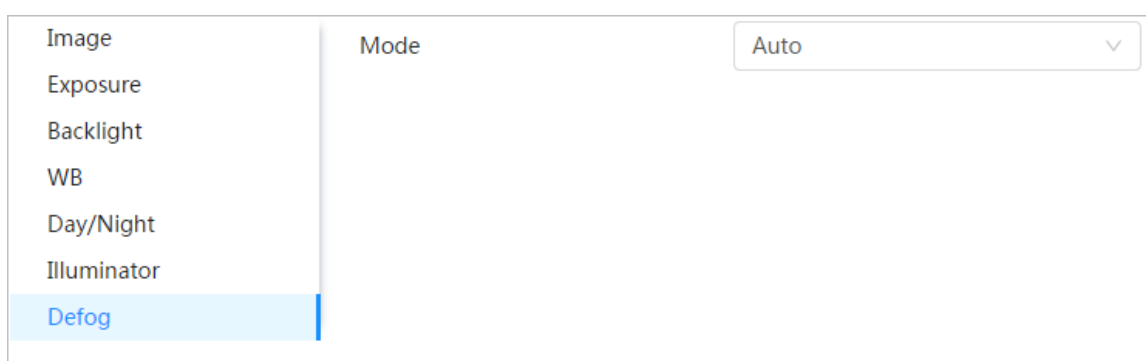 Image
Exposure
Backlight
WB
Day/Night
Illuminator
Defog
Mode
Auto